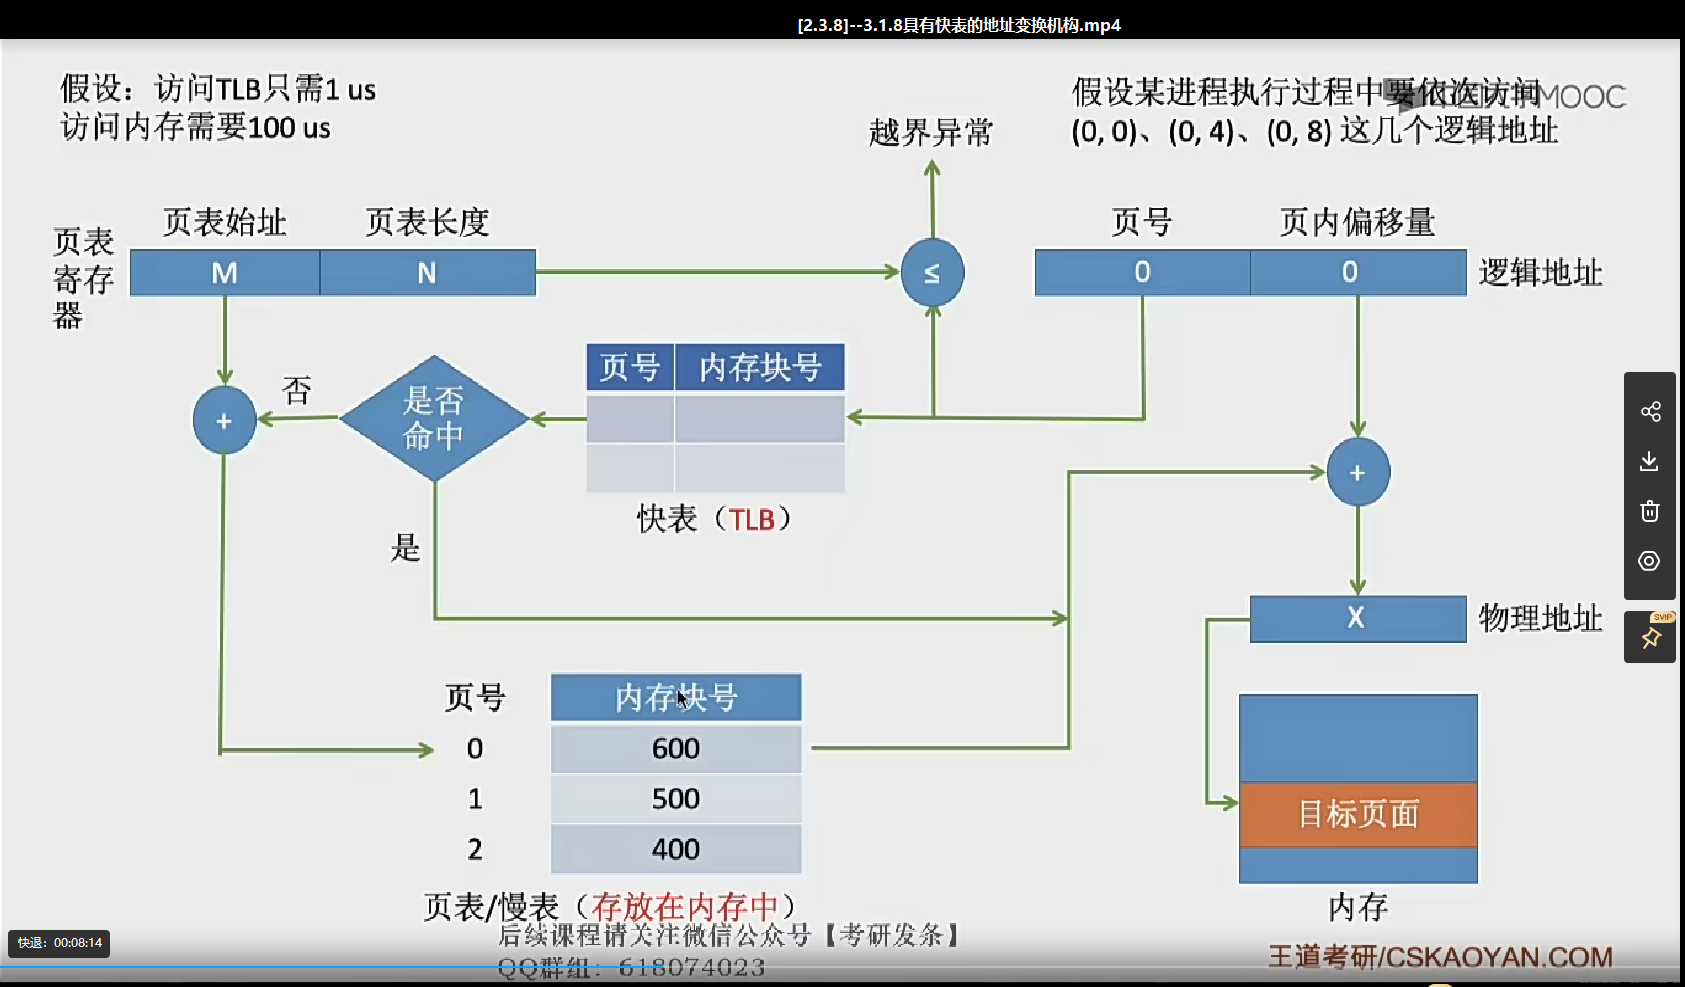 [2.3.8]--3.1.8具有快表的地址变换机构.mp4
假设：访问TLB只需1 us
访问内存需要100 us
假设某进程执行过程中要依次访问
(0, 0)、(0, 4)、(0, 8) 这几个逻辑地址
MOOC
越界异常
页表始址
页表长度
页表
寄存
器
M
N
≤
页号
页内偏移量
0
0
逻辑地址
页号
内存块号
是否
命中
否
+
快表（TLB）
是
+
X
物理地址
页号
内存块号
0
600
1
500
2
400
页表/慢表（存放在内存中）
目标页面
内存
后续课程请关注微信公众号【考研发条】
QQ群组：618074023
王道考研/CSKAOYAN.COM
快退：00:08:14
SVIP